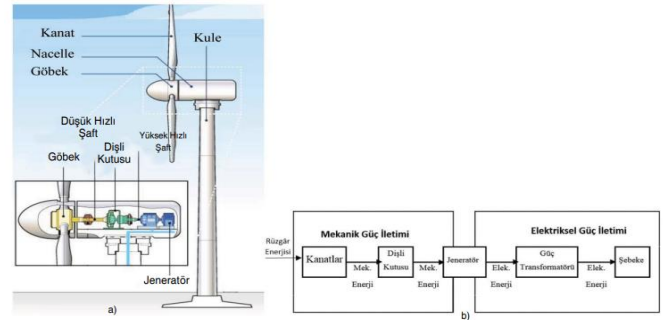 Kanat
Nacelle
Göbek
Kule
Düşük Hızlı
Şaft
Yüksek Hızlı
Şaft
Dişli
Kutusu
Göbek
Jeneratör
a)
Mekanik Güç İletimi
Elektriksel Güç İletimi
Rüzgâr
Enerjisi
Kanatlar
Mek.
Enerji
Dişli
Kutusu
Mek.
Enerji
Jeneratör
Elek.
Enerji
Güç
Transformatörü
Elek.
Enerji
Şebeke
b)